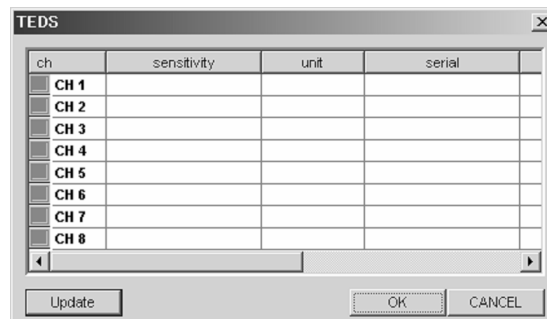 TEDS
ch sensitivity unit serial
CH 1
CH 2
CH 3
CH 4
CH 5
CH 6
CH 7
CH 8
Update OK CANCEL